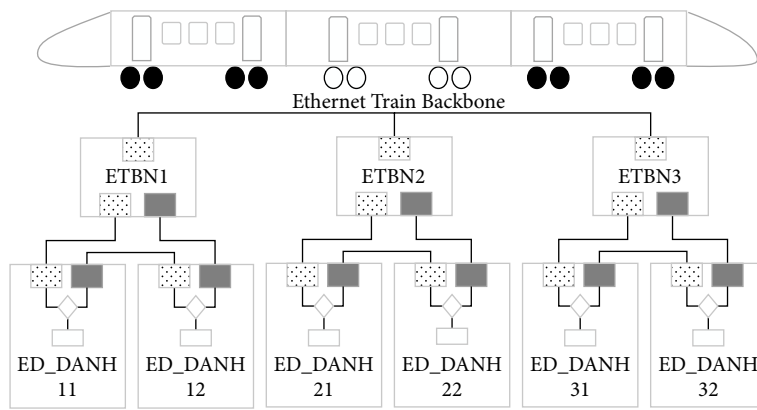 Ethernet Train Backbone
ETBN1
ETBN2
ETBN3
ED_DANH
11
ED_DANH
12
ED_DANH
21
ED_DANH
22
ED_DANH
31
ED_DANH
32